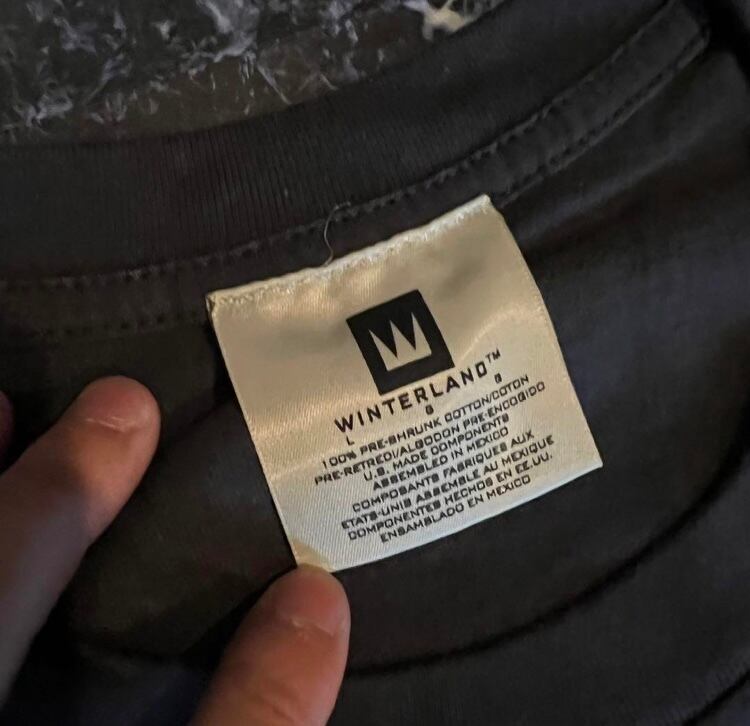 WINTERLAND™
L G G
100% PRE-SHRUNK COTTON/COTON
PRE-RETRECI/ALGODON PRE-ENCOGIDO
U.S. MADE COMPONENTS
ASSEMBLED IN MEXICO
COMPOSANTS FABRIQUES AUX
ETATS-UNIS ASSEMBLE AU MEXIQUE
COMPONENTES HECHOS EN EE.UU.
ENSAMBLADO EN MEXICO